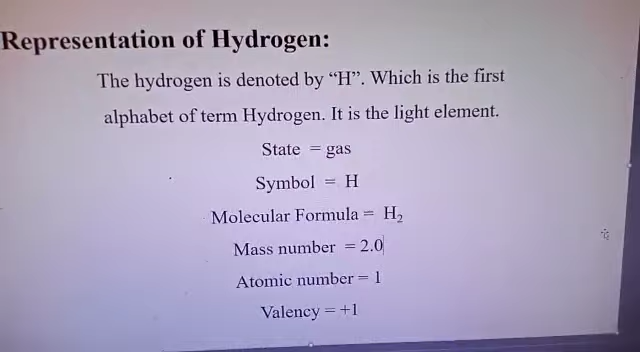 Representation of Hydrogen:
The hydrogen is denoted by “H”. Which is the first
alphabet of term Hydrogen. It is the light element.
State = gas
Symbol = H
Molecular Formula = H₂
Mass number = 2.0
Atomic number = 1
Valency = +1